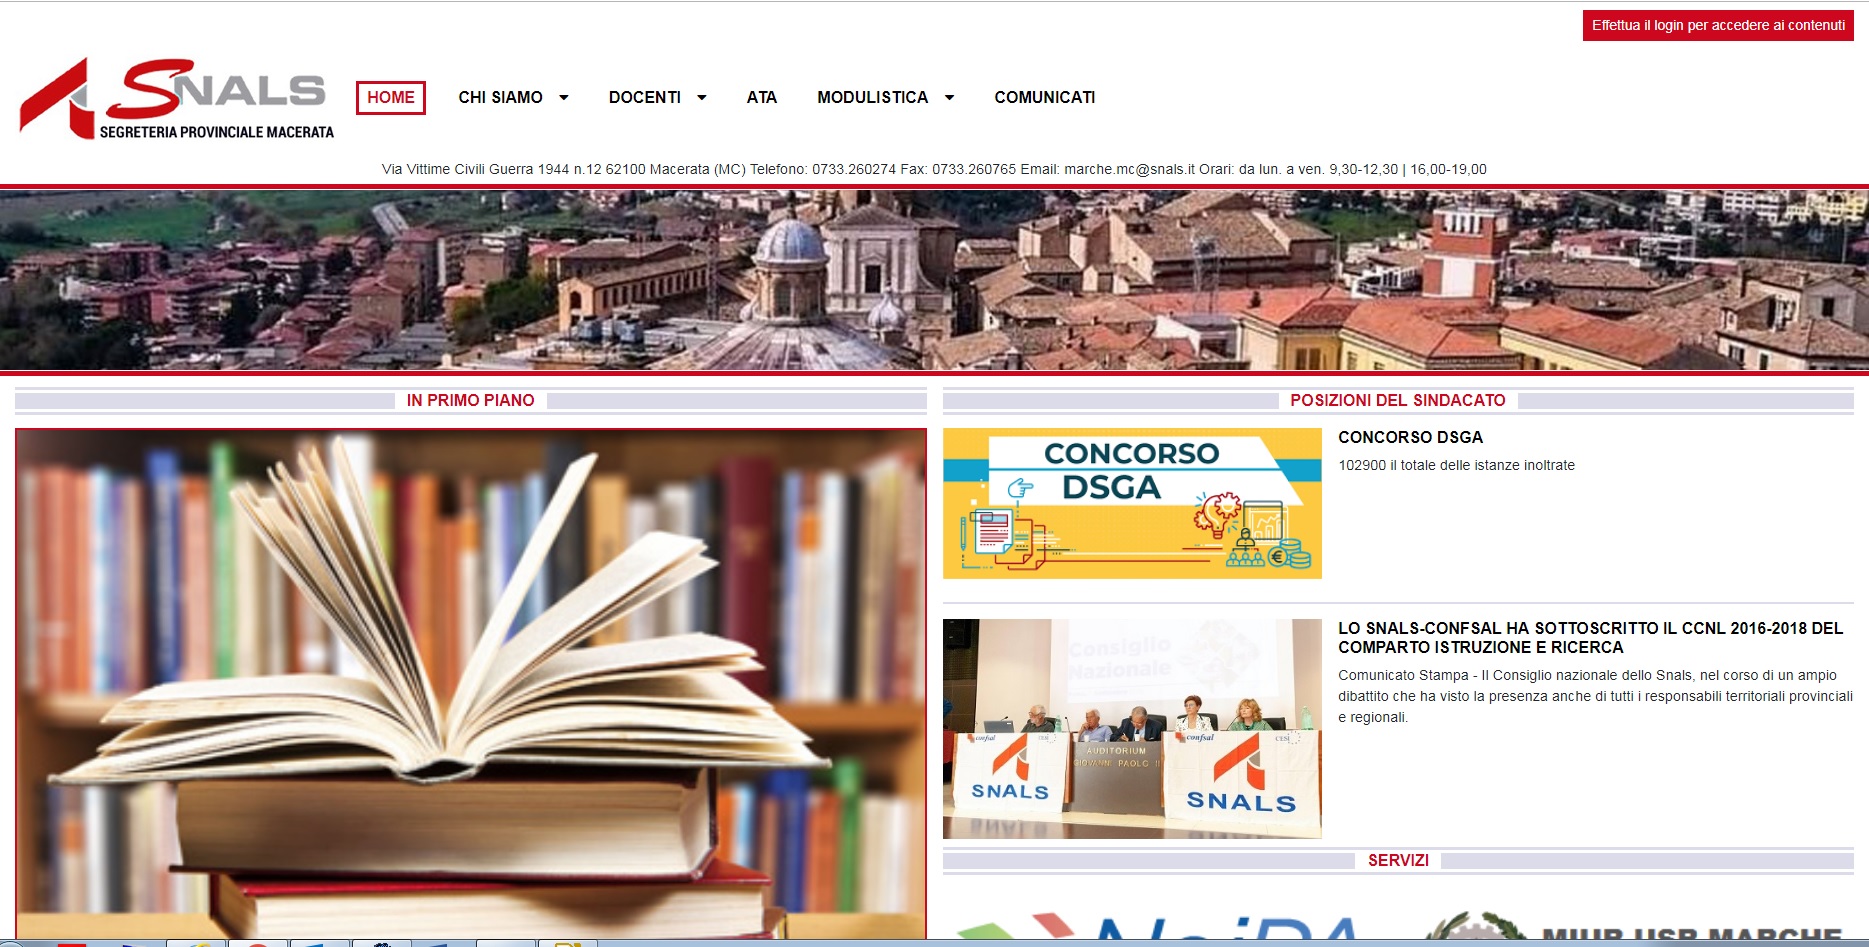 Effettua il login per accedere ai contenuti
SNALS
SEGRETERIA PROVINCIALE MACERATA
HOME
CHI SIAMO
DOCENTI
ATA
MODULISTICA
COMUNICATI
Via Vittime Civili Guerra 1944 n.12 62100 Macerata (MC) Telefono: 0733.260274 Fax: 0733.260765 Email: marche.mc@snals.it Orari: da lun. a ven. 9,30-12,30 | 16,00-19,00
IN PRIMO PIANO
POSIZIONI DEL SINDACATO
CONCORSO
DSGA
CONCORSO DSGA
102900 il totale delle istanze inoltrate
Consiglio
Nazionale
confsal
CESI
AUDITORIUM
GIOVANNI PAOLO II
confsal
CESI
SNALS
SNALS
LO SNALS-CONFSAL HA SOTTOSCRITTO IL CCNL 2016-2018 DEL
COMPARTO ISTRUZIONE E RICERCA
Comunicato Stampa - Il Consiglio nazionale dello Snals, nel corso di un ampio
dibattito che ha visto la presenza anche di tutti i responsabili territoriali provinciali
e regionali.
SERVIZI
NoiPA
MIUR USR MARCHE